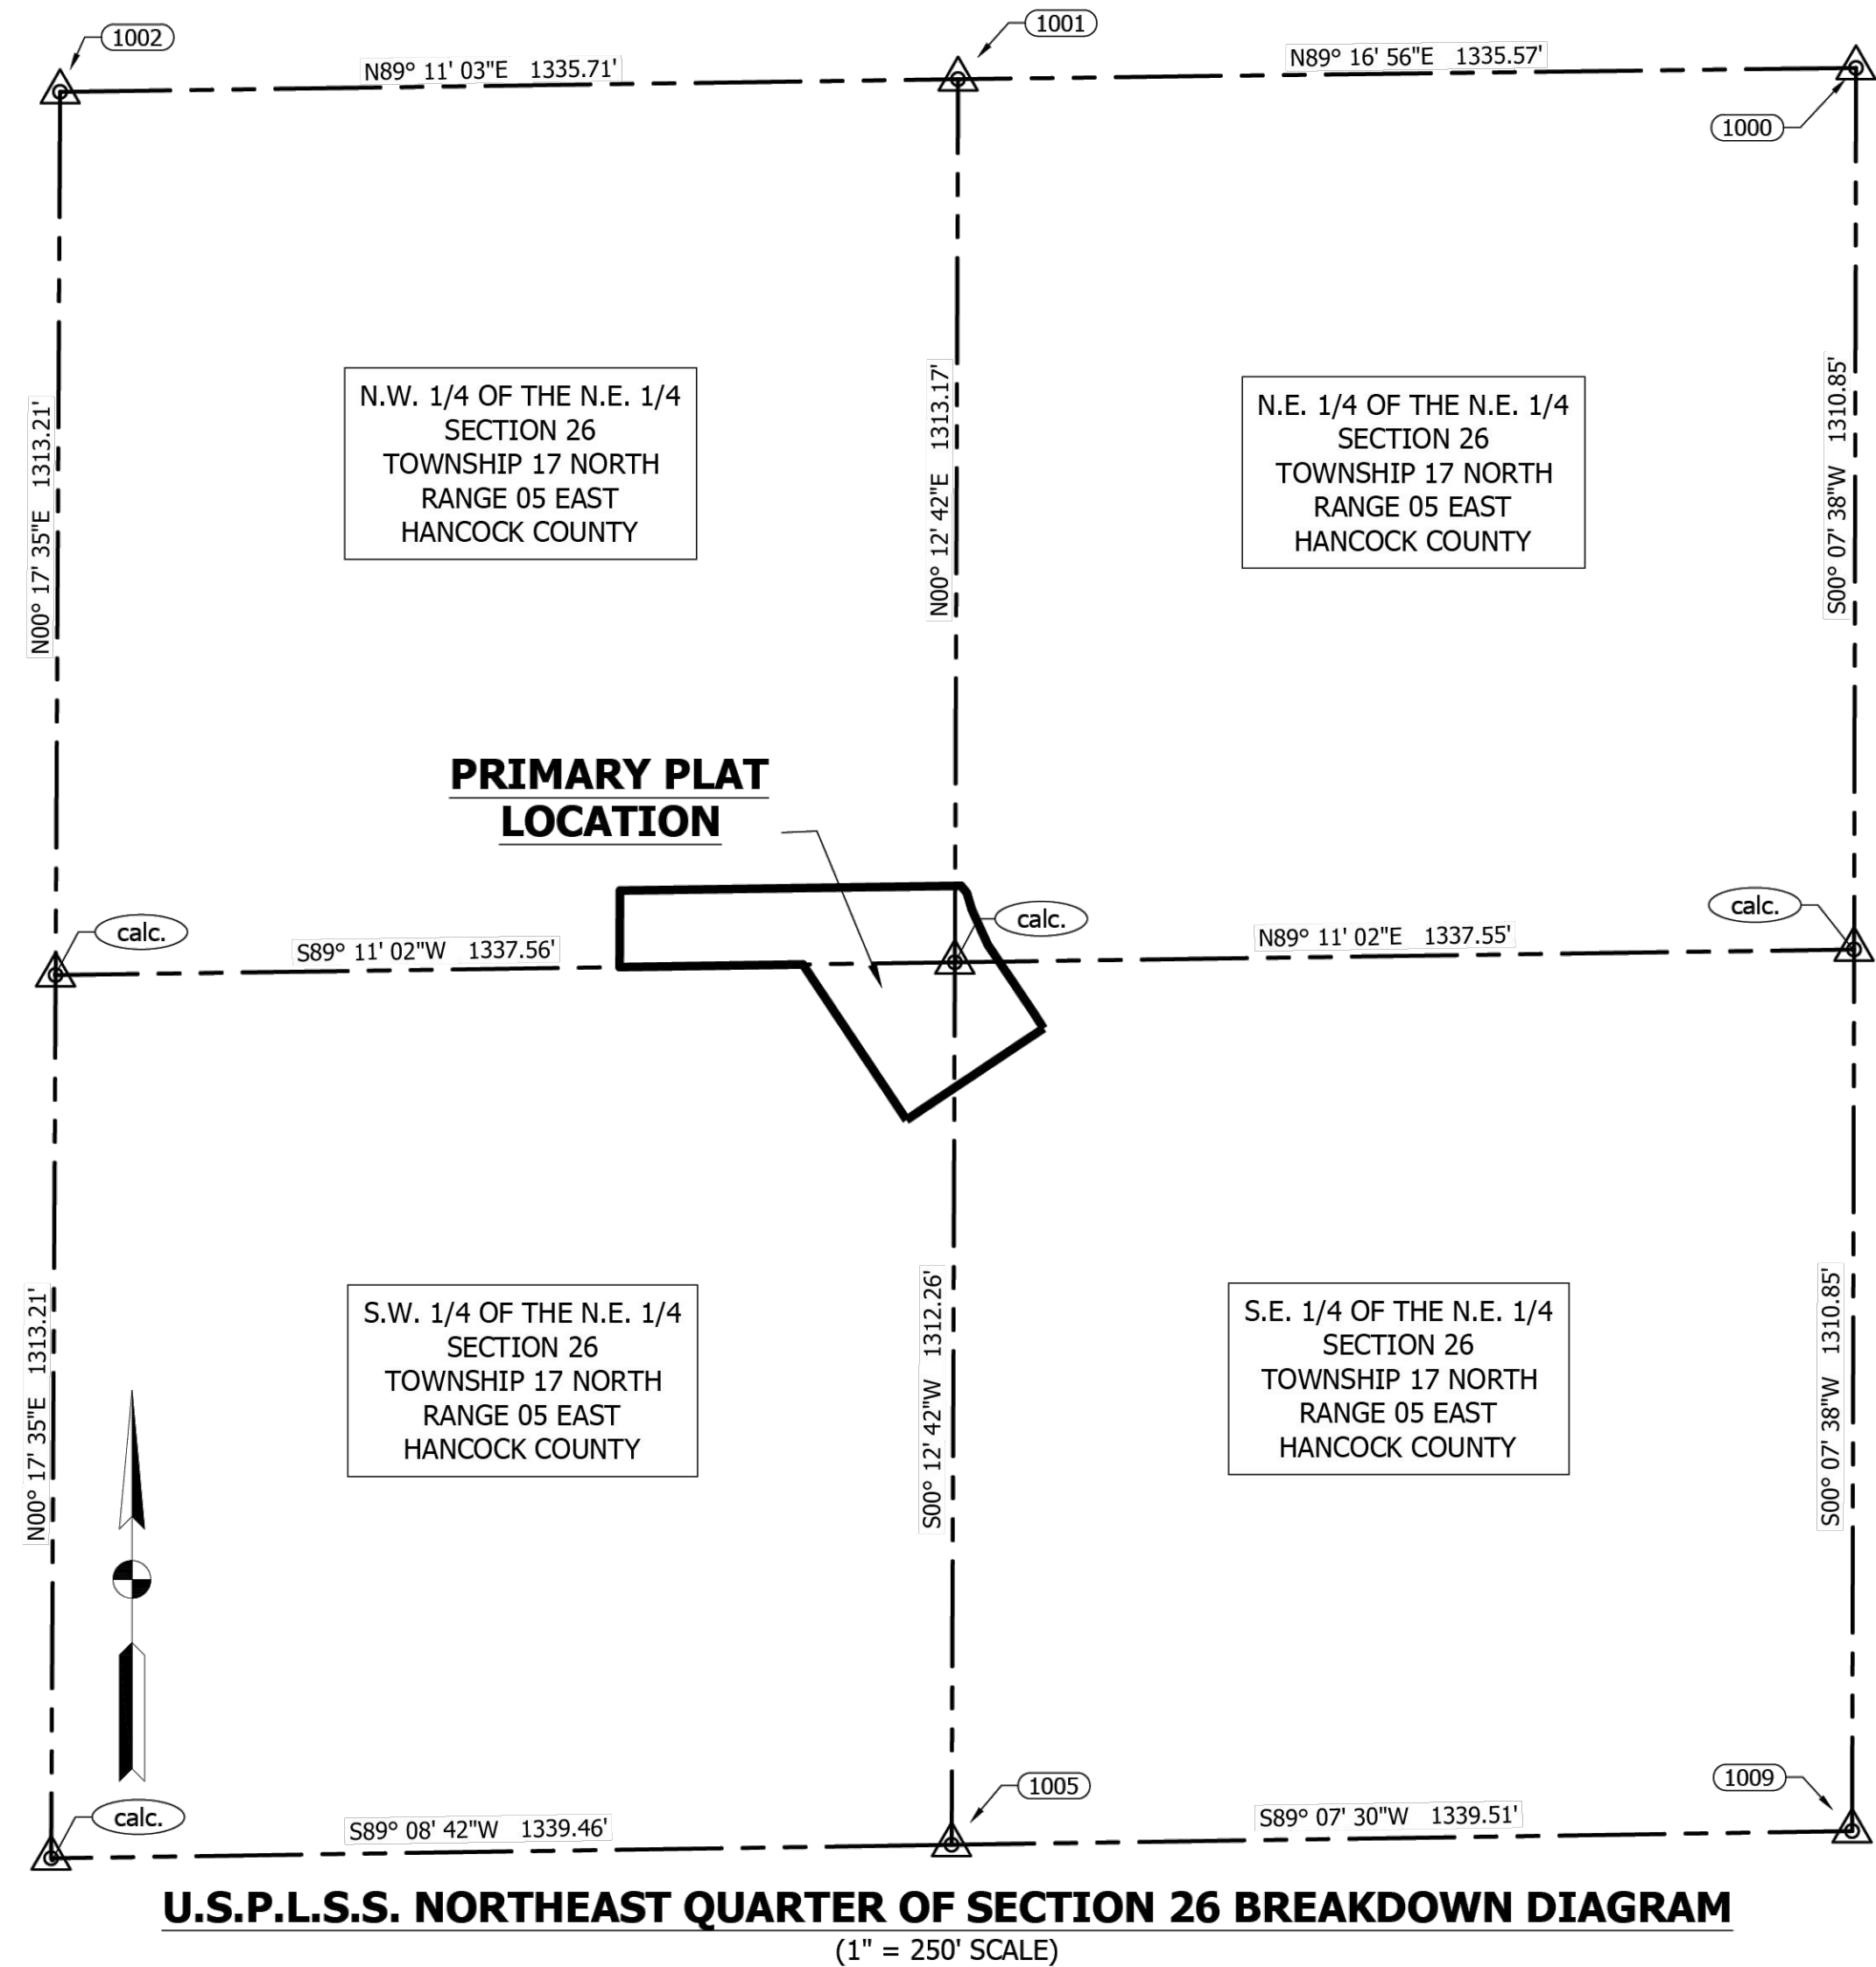 1002
1001
N89° 11' 03"E 1335.71'
N89° 16' 56"E 1335.57'
1000
N00° 17' 35"E 1313.21'
N.W. 1/4 OF THE N.E. 1/4
SECTION 26
TOWNSHIP 17 NORTH
RANGE 05 EAST
HANCOCK COUNTY
N00° 12' 42"E 1313.17'
N.E. 1/4 OF THE N.E. 1/4
SECTION 26
TOWNSHIP 17 NORTH
RANGE 05 EAST
HANCOCK COUNTY
S00° 07' 38"W 1310.85'
PRIMARY PLAT
LOCATION
calc.
S89° 11' 02"W 1337.56'
calc.
N89° 11' 02"E 1337.55'
calc.
N00° 17' 35"E 1313.21'
S.W. 1/4 OF THE N.E. 1/4
SECTION 26
TOWNSHIP 17 NORTH
RANGE 05 EAST
HANCOCK COUNTY
S00° 12' 42"W 1312.26'
S.E. 1/4 OF THE N.E. 1/4
SECTION 26
TOWNSHIP 17 NORTH
RANGE 05 EAST
HANCOCK COUNTY
S00° 07' 38"W 1310.85'
calc.
S89° 08' 42"W 1339.46'
1005
S89° 07' 30"W 1339.51'
1009
U.S.P.L.S.S. NORTHEAST QUARTER OF SECTION 26 BREAKDOWN DIAGRAM
(1" = 250' SCALE)